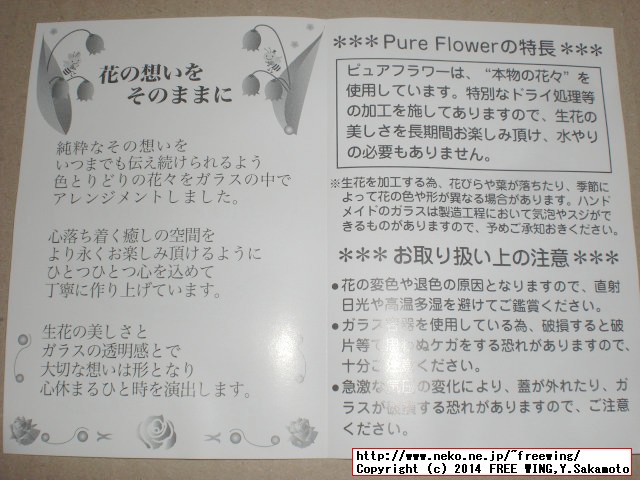 花の想いを
そのままに
純粋なその想いを
いつまでも伝え続けられるよう
色とりどりの花々をガラスの中で
アレンジメントしました。
心落ち着く癒しの空間を
より永くお楽しみ頂けるように
ひとつひとつ心を込めて
丁寧に作り上げています。
生花の美しさと
ガラスの透明感とで
大切な想いは形となり
心休まるひと時を演出します。
***Pure Flowerの特長***
ピュアフラワーは、“本物の花々”を
使用しています。特別なドライ処理等
の加工を施してありますので、生花の
美しさを長期間お楽しみ頂け、水やり
の必要もありません。
※生花を加工する為、花びらや葉が落ちたり、季節に
よって花の色や形が異なる場合があります。ハンド
メイドのガラスは製造工程において気泡やスジがで
きるものがありますので、予めご承知おきください。
***お取り扱い上の注意***
●花の変色や退色の原因となりますので、直射
日光や高温多湿を避けてご鑑賞ください。
●ガラス容器を使用している為、破損すると破
片等で ぬケガをする恐れがありますので、
十分ご ください。
●急激な の変化により、蓋が外れたり、ガ
ラスが破損する恐れがありますので、ご注意
ください。
http://www.neko.ne.jp/~freewing/
Copyright (c) 2014 FREE WING,Y.Sakamoto